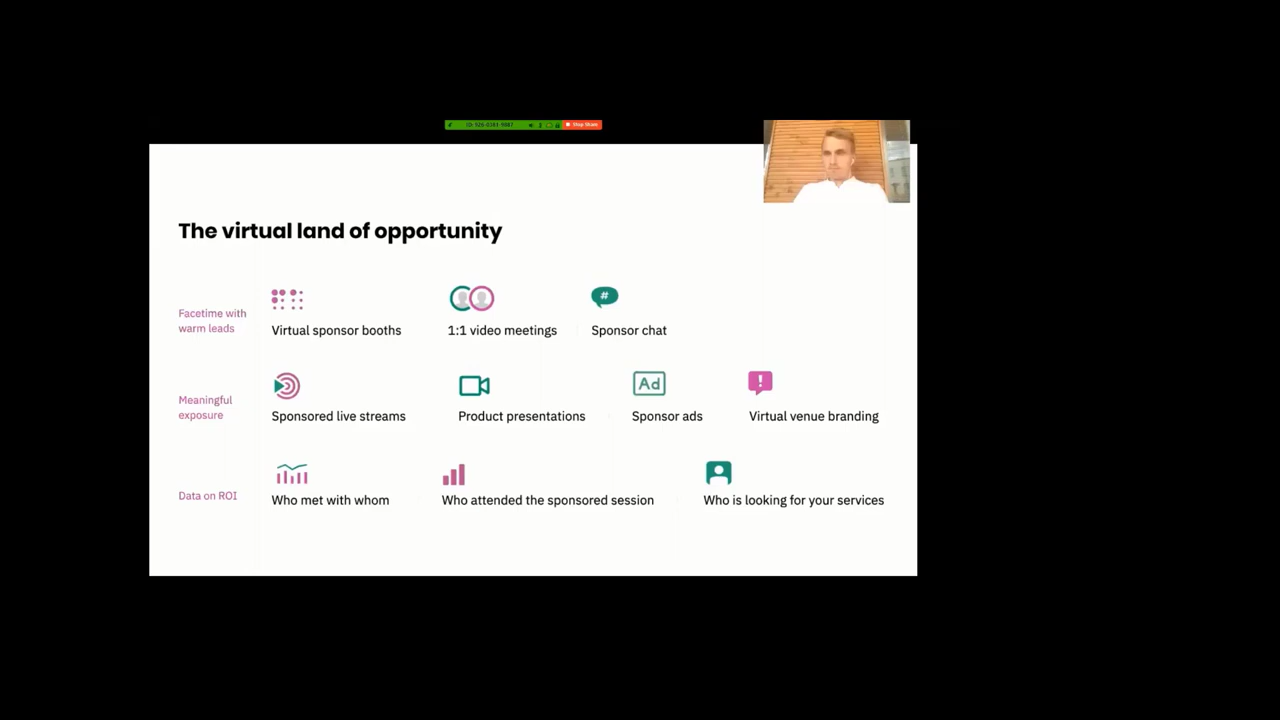 Stop Share
The virtual land of opportunity
Facetime with
warm leads
#
Virtual sponsor booths
1:1 video meetings
Sponsor chat
Meaningful
exposure
Ad
!
Sponsored live streams
Product presentations
Sponsor ads
Virtual venue branding
Data on ROI
Who met with whom
Who attended the sponsored session
Who is looking for your services